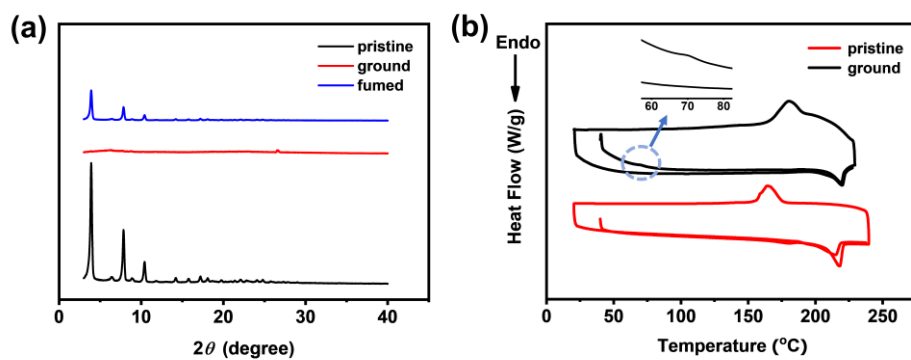 (a)
pristine
ground
fumed
0 10 20 30 40 50
2θ (degree)
(b)
Endo
pristine
ground
60 70 80
Heat Flow (W/g)
0 50 100 150 200 250
Temperature (°C)